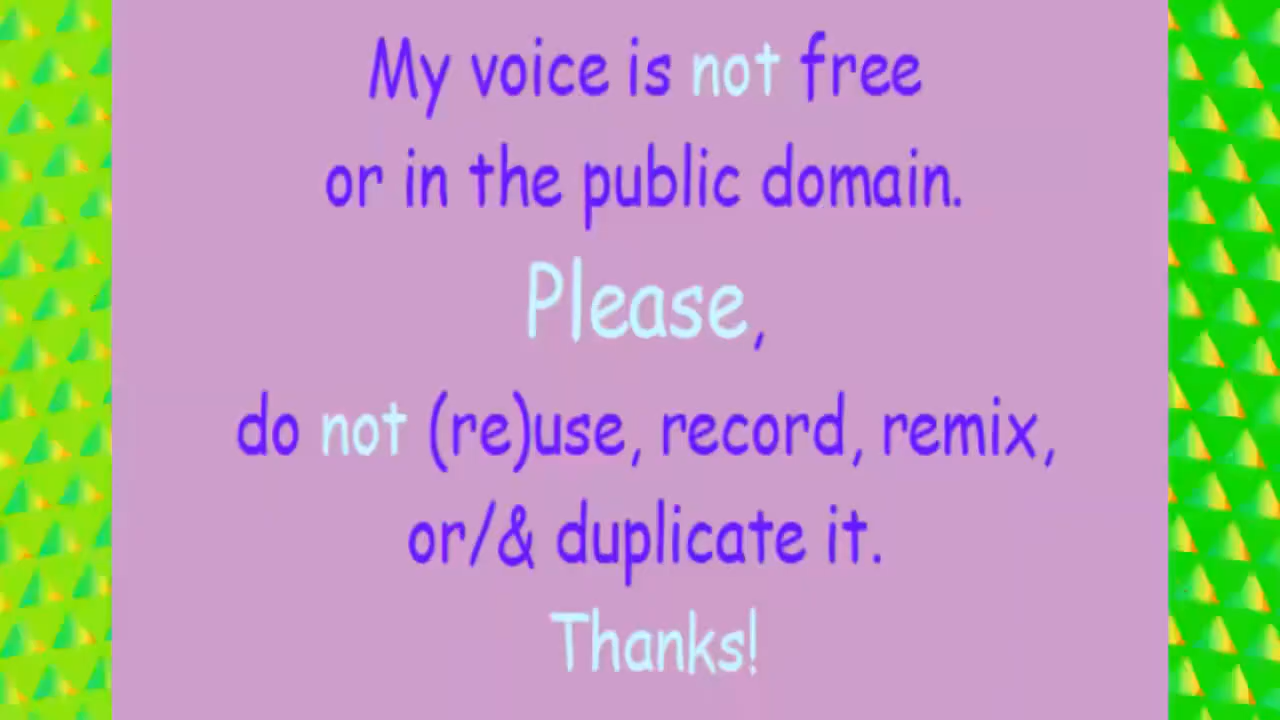 My voice is not free
or in the public domain.
Please,
do not (re)use, record, remix,
or/& duplicate it.
Thanks!